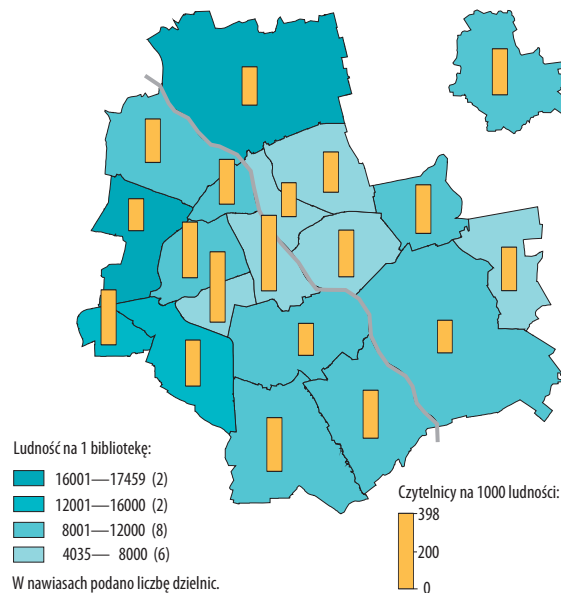 Ludność na 1 bibliotekę:
16001—17459 (2)
12001—16000 (2)
8001—12000 (8)
4035— 8000 (6)
W nawiasach podano liczbę dzielnic.
Czytelnicy na 1000 ludności:
398
200
0